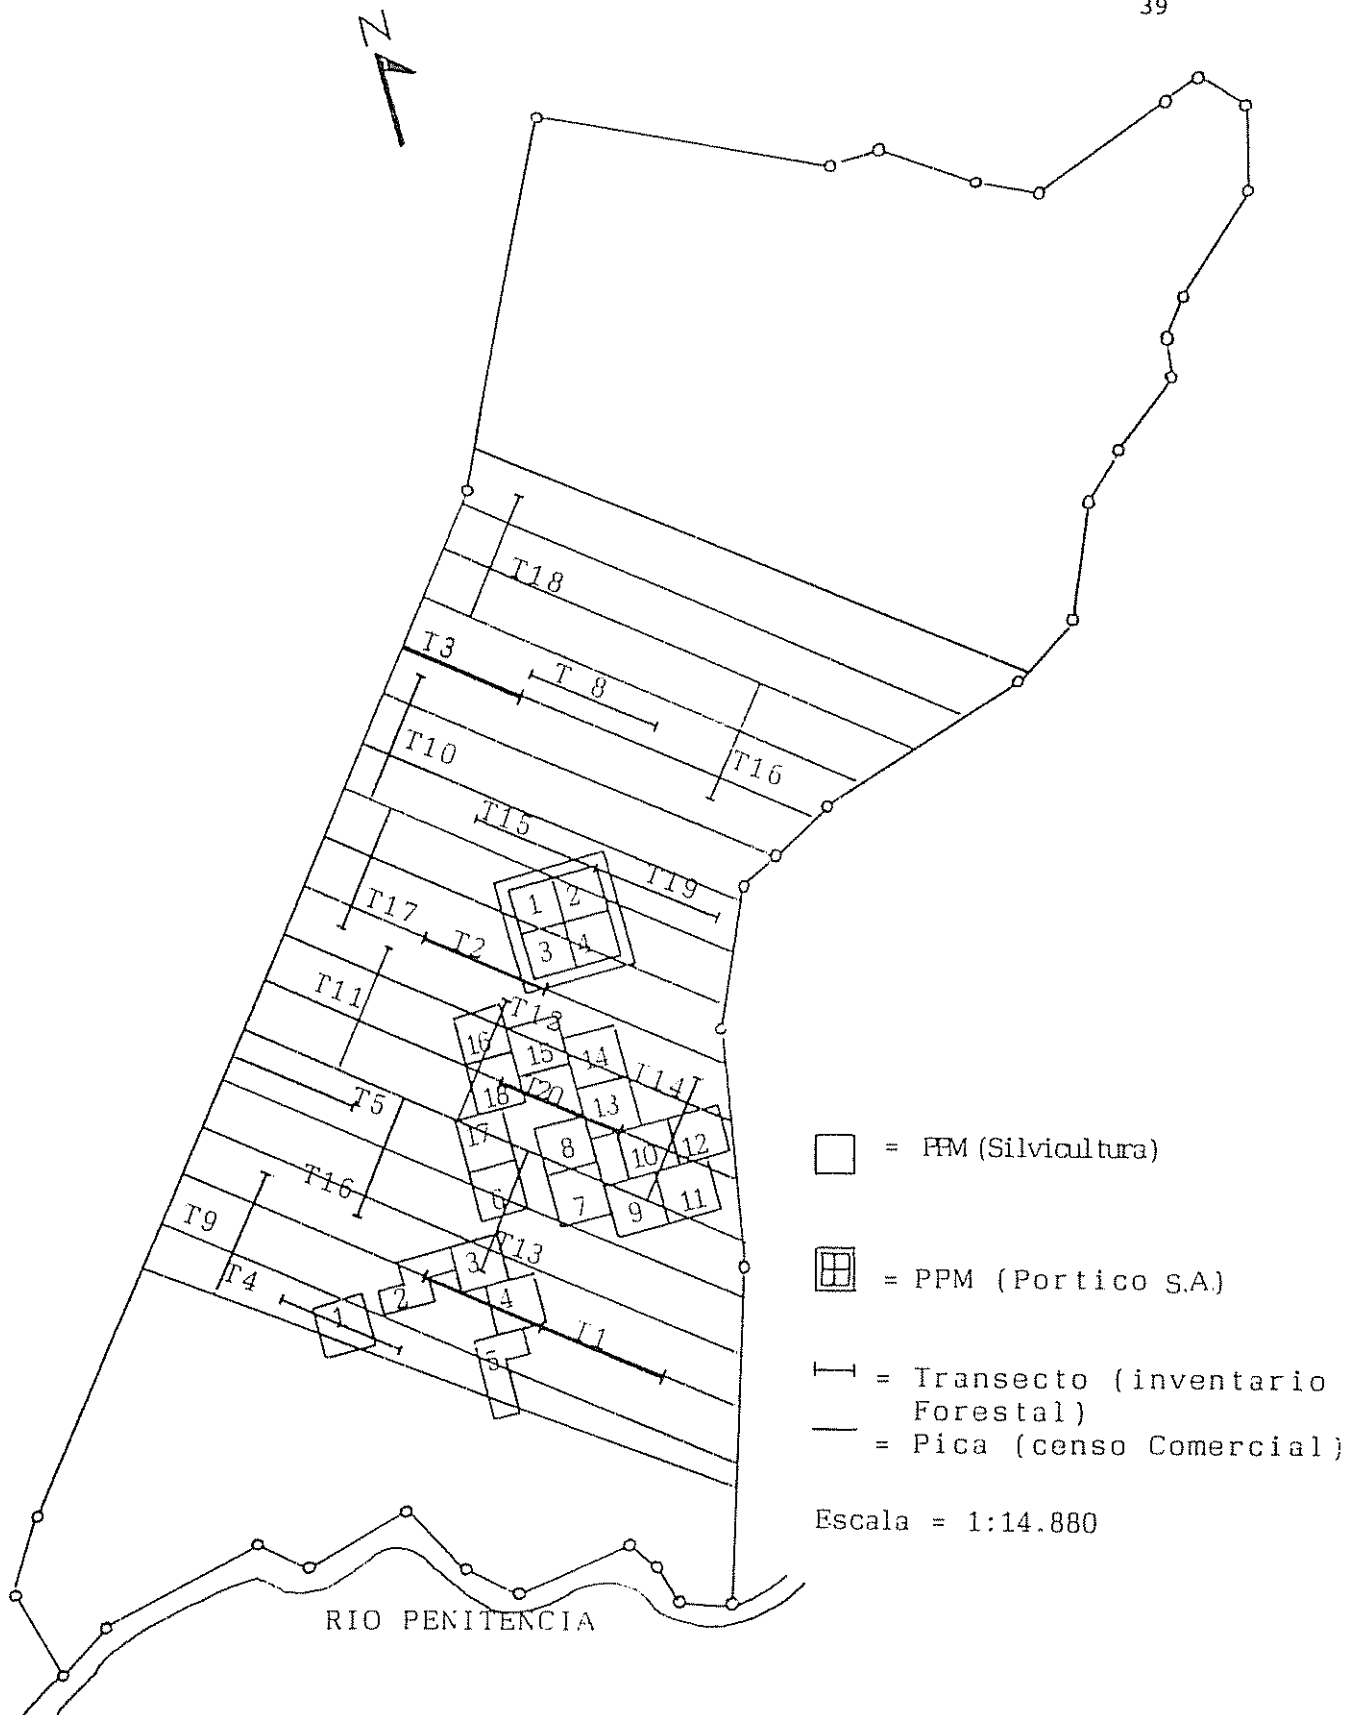 39
N
T18
T3
T 8
T16
T10
T15
T19
1 2
3 4
T17
T2
T11
T12
16
15
14
T14
18
T20
13
T5
17
8
10
12
T16
6
7
9
11
T9
T13
3
T4
2
4
1
T1
5
= PPM (Silvicultura)
= PPM (Portico S.A.)
= Transecto (inventario
Forestal)
= Pica (censo Comercial)
Escala = 1:14.880
RIO PENITENCIA